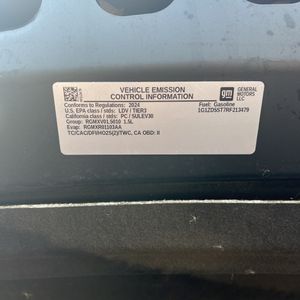 VEHICLE EMISSION
CONTROL INFORMATION
gm
GENERAL
MOTORS
LLC
Conforms to Regulations: 2024
U.S. EPA class / stds: LDV / TIER3
California class / stds: PC / SULEV30
Group: RGMXV01.5010 1.5L
Evap: RGMXR0110
TC/CAC/DFI/HO2S(2)/TWC, CA OBD: II
Fuel: Gasoline
1G1ZD5ST7RF213479